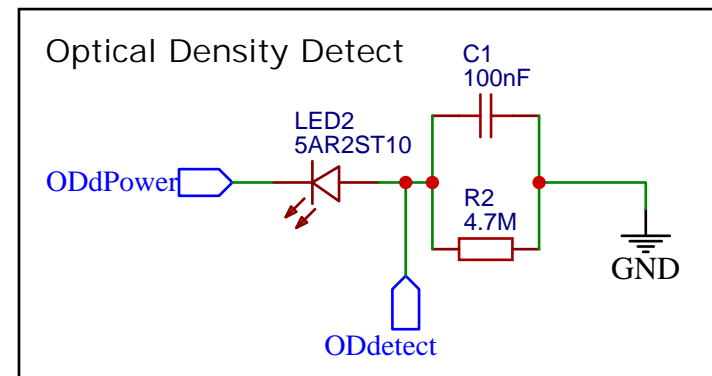 Optical Density Detect
C1
100nF
LED2
5AR2ST10
ODdPower
R2
4.7M
GND
ODdetect